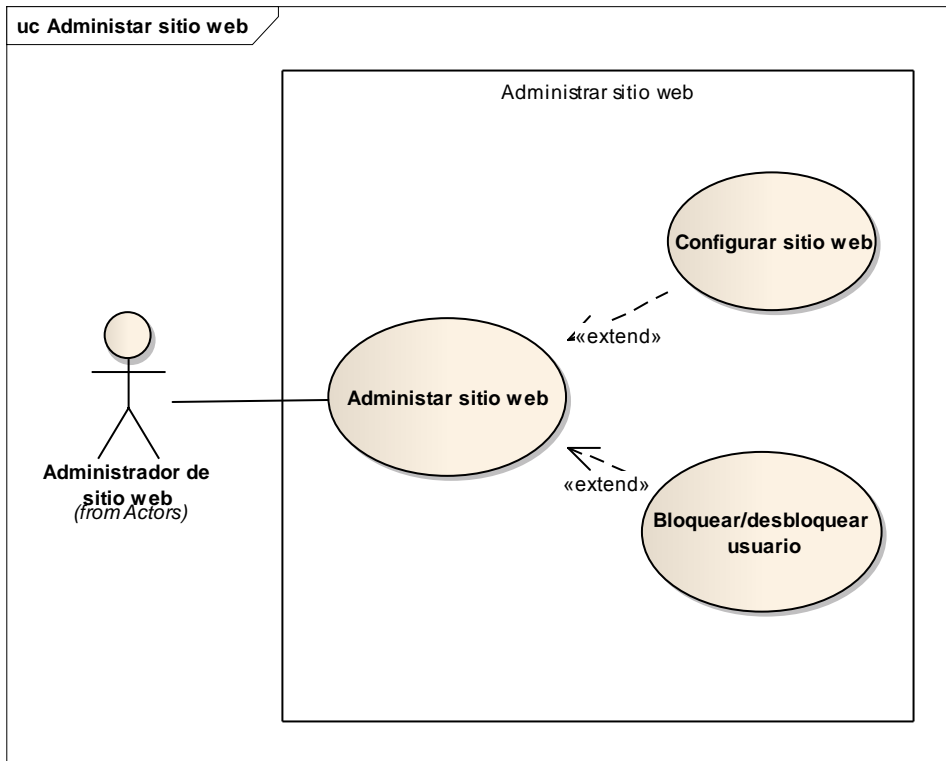 uc Administar sitio web
Administrar sitio web
Configurar sitio web
«extend»
Administar sitio web
Administrador de
sitio web
(from Actors)
«extend»
Bloquear/desbloquear
usuario